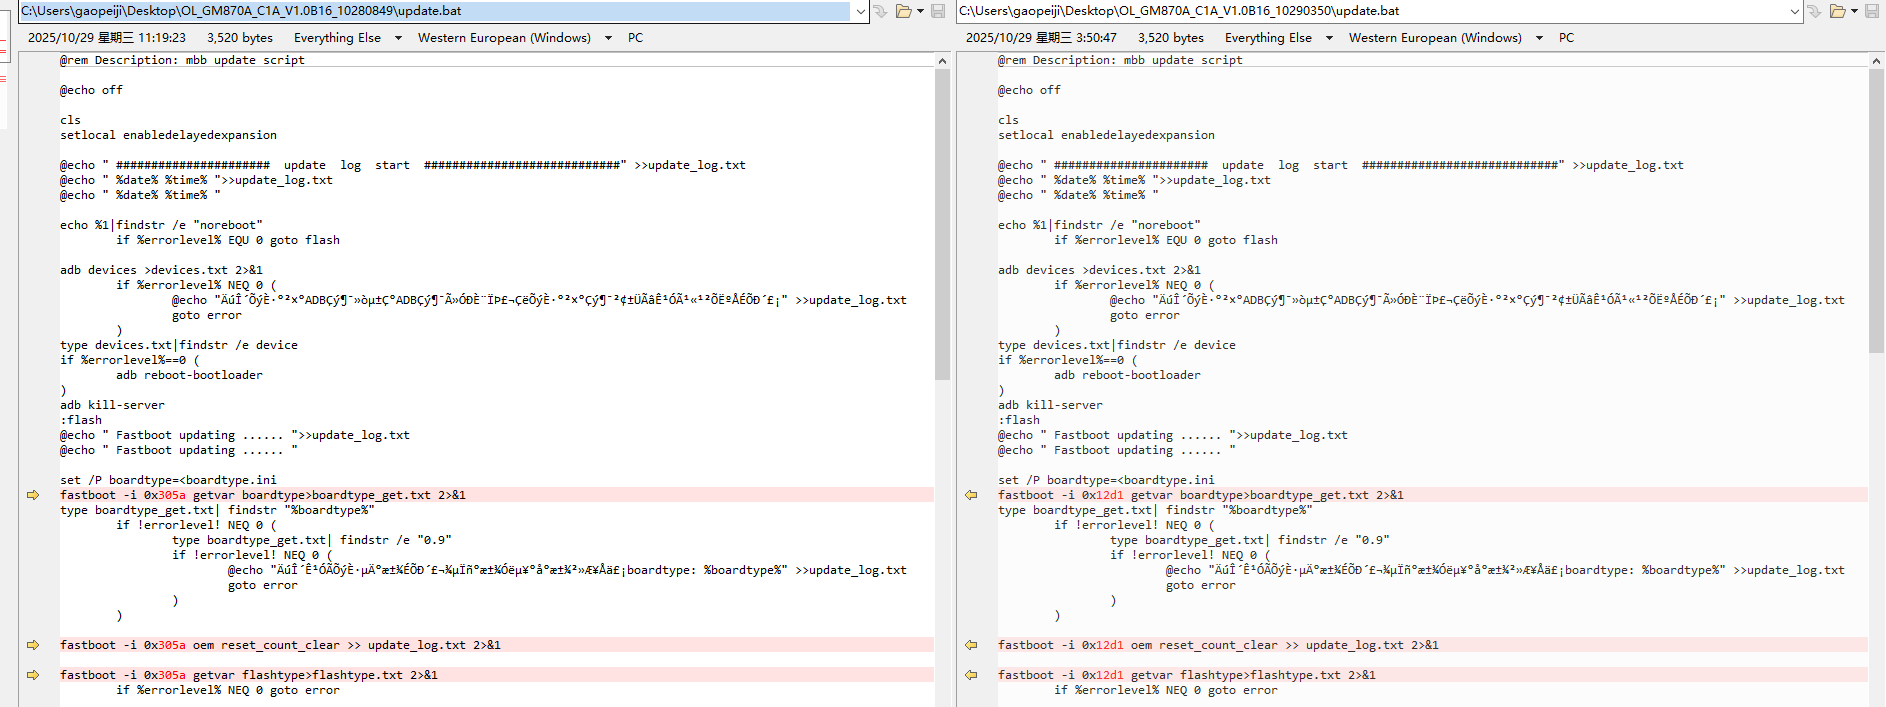 C:\Users\gaopeiji\Desktop\OL_GM870A_C1A_V1.0B16_10280849\update.bat
2025/10/29 星期三 11:19:23 3,520 bytes Everything Else Western European (Windows) PC
@rem Description: mbb update script
@echo off
cls
setlocal enabledelayedexpansion
@echo " ###################### update log start ############################" >>update_log.txt
@echo " %date% %time% ">>update_log.txt
@echo " %date% %time% "
echo %1|findstr /e "noreboot"
if %errorlevel% EQU 0 goto flash
adb devices >devices.txt 2>&1
if %errorlevel% NEQ 0 (
@echo "ÄúÎ´ÕýÈ·°²×°ADBÇý¶¯»òµ±Ç°ADBÇý¶¯Ã»ÓÐÈ¨ÏÞ£¬ÇëÕýÈ·°²×°Çý¶¯²¢±ÜÃâÊ¹ÓÃ¹«¹²ÕËºÅÉÕÐ´£¡" >>update_log.txt
goto error
)
type devices.txt|findstr /e device
if %errorlevel%==0 (
adb reboot-bootloader
)
adb kill-server
:flash
@echo " Fastboot updating ...... ">>update_log.txt
@echo " Fastboot updating ...... "
set /P boardtype=<boardtype.ini
fastboot -i 0x305a getvar boardtype>boardtype_get.txt 2>&1
type boardtype_get.txt| findstr "%boardtype%"
if !errorlevel! NEQ 0 (
type boardtype_get.txt| findstr /e "0.9"
if !errorlevel! NEQ 0 (
@echo "ÄúÎ´Ê¹ÓÃÕýÈ·µÄ°æ±¾ÉÕÐ´£¬¾µÏñ°æ±¾Óëµ¥°å°æ±¾²»Æ¥Åä£¡boardtype: %boardtype%" >>update_log.txt
goto error
)
)
fastboot -i 0x305a oem reset_count_clear >> update_log.txt 2>&1
fastboot -i 0x305a getvar flashtype>flashtype.txt 2>&1
if %errorlevel% NEQ 0 goto error
C:\Users\gaopeiji\Desktop\OL_GM870A_C1A_V1.0B16_10290350\update.bat
2025/10/29 星期三 3:50:47 3,520 bytes Everything Else Western European (Windows) PC
@rem Description: mbb update script
@echo off
cls
setlocal enabledelayedexpansion
@echo " ###################### update log start ############################" >>update_log.txt
@echo " %date% %time% ">>update_log.txt
@echo " %date% %time% "
echo %1|findstr /e "noreboot"
if %errorlevel% EQU 0 goto flash
adb devices >devices.txt 2>&1
if %errorlevel% NEQ 0 (
@echo "ÄúÎ´ÕýÈ·°²×°ADBÇý¶¯»òµ±Ç°ADBÇý¶¯Ã»ÓÐÈ¨ÏÞ£¬ÇëÕýÈ·°²×°Çý¶¯²¢±ÜÃâÊ¹ÓÃ¹«¹²ÕËºÅÉÕÐ´£¡" >>update_log.txt
goto error
)
type devices.txt|findstr /e device
if %errorlevel%==0 (
adb reboot-bootloader
)
adb kill-server
:flash
@echo " Fastboot updating ...... ">>update_log.txt
@echo " Fastboot updating ...... "
set /P boardtype=<boardtype.ini
fastboot -i 0x12d1 getvar boardtype>boardtype_get.txt 2>&1
type boardtype_get.txt| findstr "%boardtype%"
if !errorlevel! NEQ 0 (
type boardtype_get.txt| findstr /e "0.9"
if !errorlevel! NEQ 0 (
@echo "ÄúÎ´Ê¹ÓÃÕýÈ·µÄ°æ±¾ÉÕÐ´£¬¾µÏñ°æ±¾Óëµ¥°å°æ±¾²»Æ¥Åä£¡boardtype: %boardtype%" >>update_log.txt
goto error
)
)
fastboot -i 0x12d1 oem reset_count_clear >> update_log.txt 2>&1
fastboot -i 0x12d1 getvar flashtype>flashtype.txt 2>&1
if %errorlevel% NEQ 0 goto error